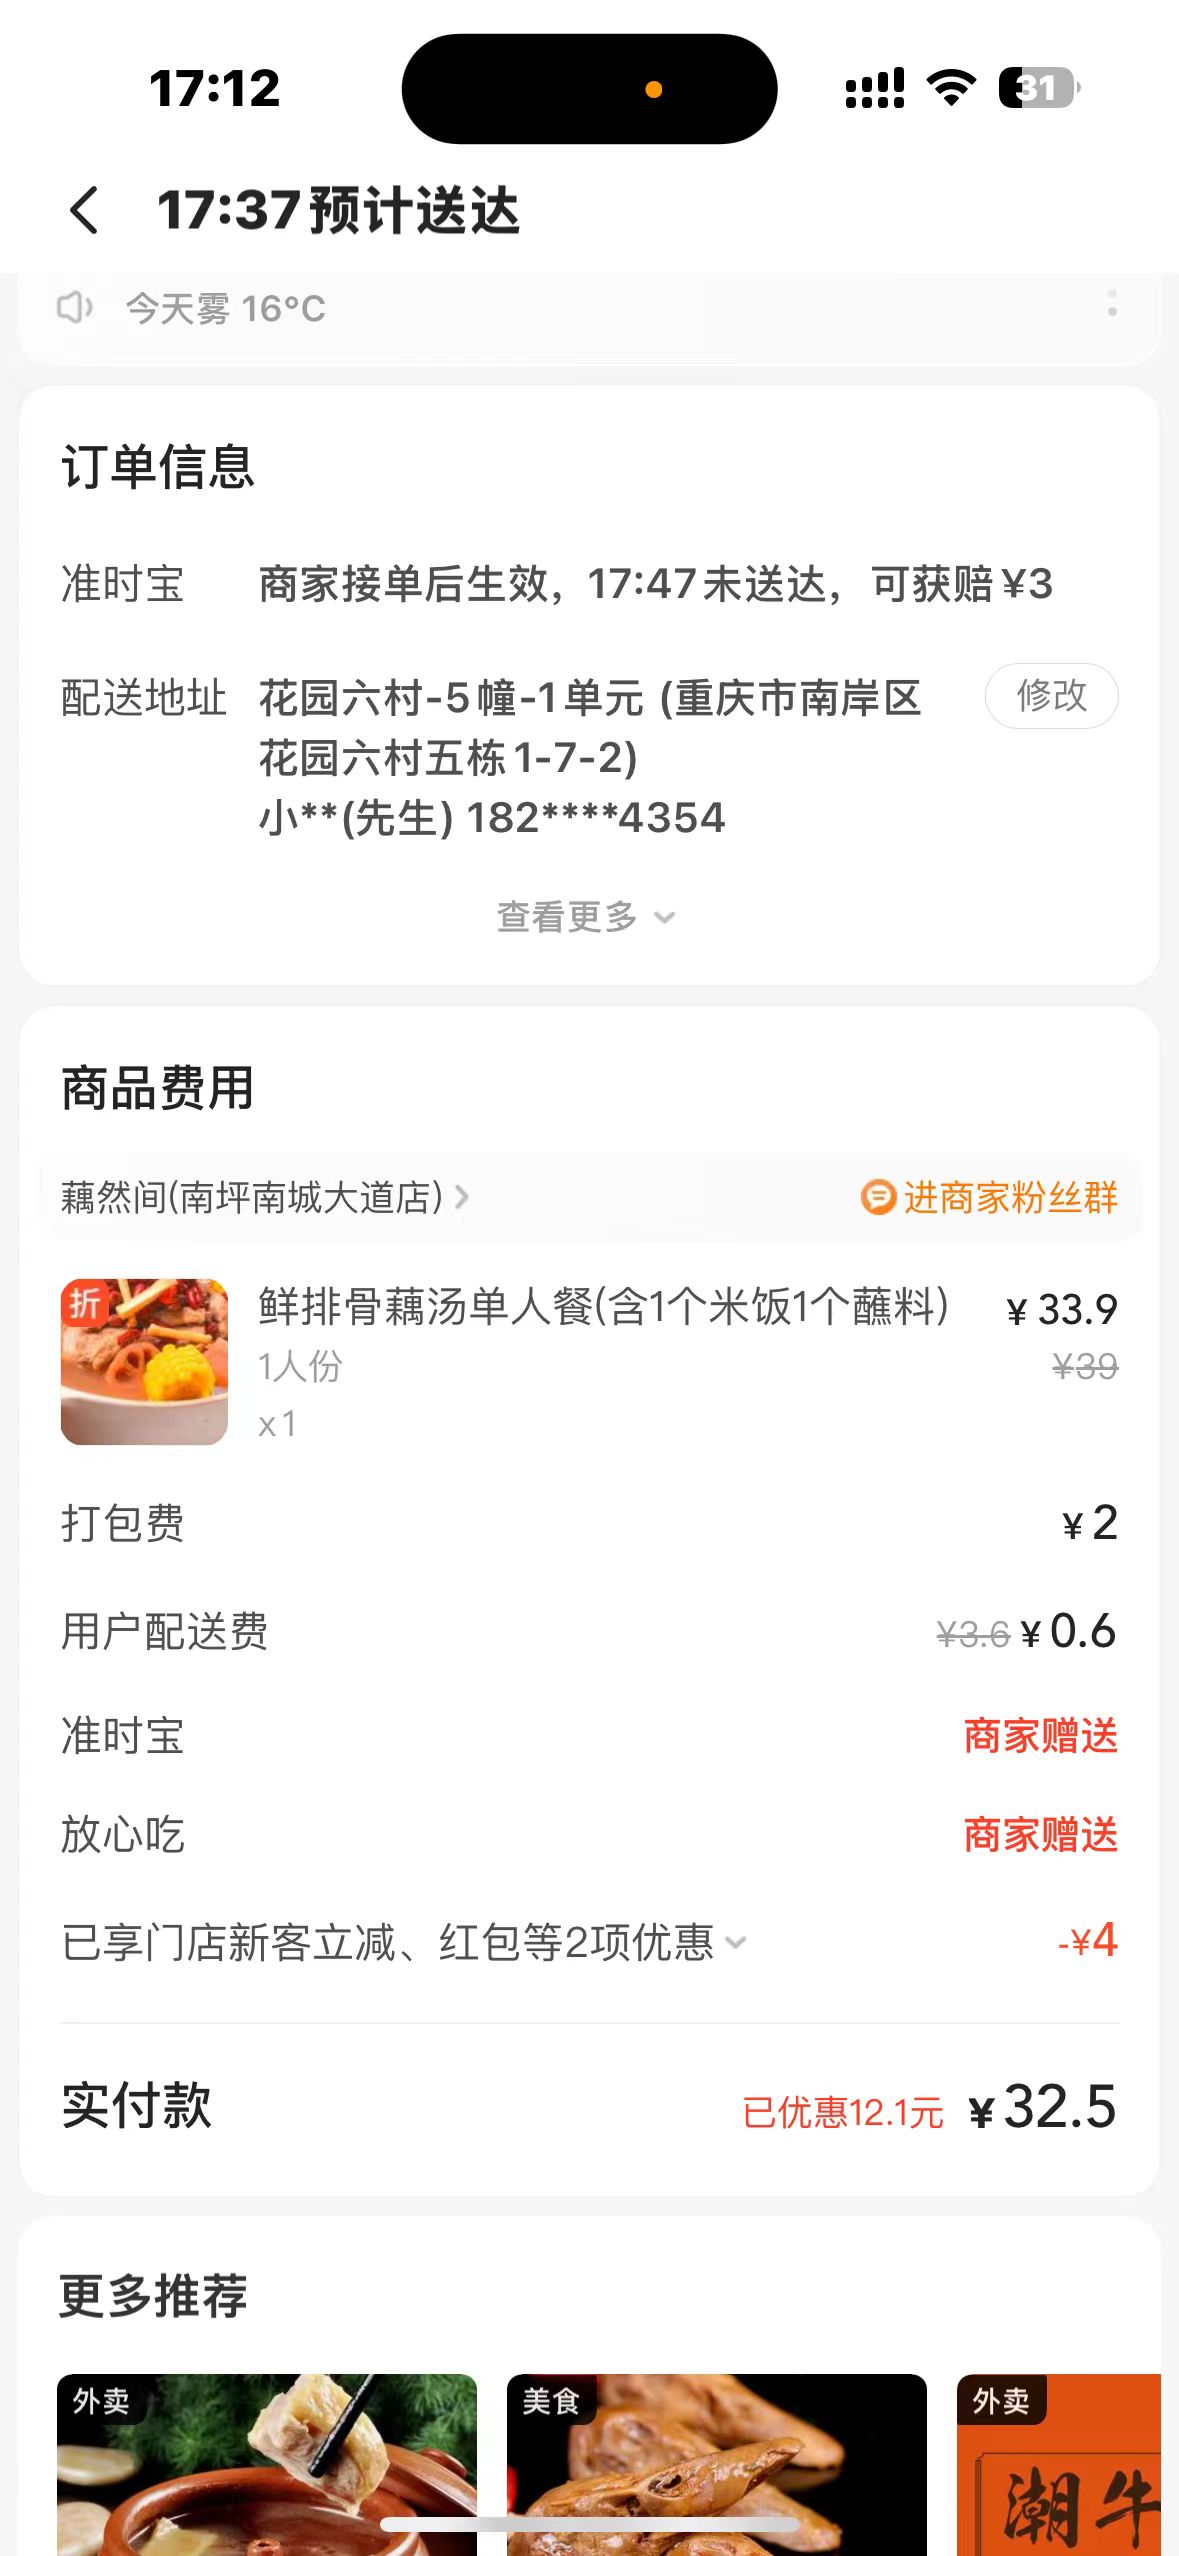 17:12
31
17:37预计送达
今天雾 16°C
订单信息
准时宝 商家接单后生效，17:47未送达，可获赔¥3
配送地址 花园六村-5幢-1单元 (重庆市南岸区 修改
花园六村五栋1-7-2)
小**(先生) 182****4354
查看更多
商品费用
藕然间(南坪南城大道店) 进商家粉丝群
折
鲜排骨藕汤单人餐(含1个米饭1个蘸料) ¥33.9
1人份 ¥39
x1
打包费 ¥2
用户配送费 ¥3.6 ¥0.6
准时宝 商家赠送
放心吃 商家赠送
已享门店新客立减、红包等2项优惠 -¥4
实付款 已优惠12.1元 ¥32.5
更多推荐
外卖 美食 外卖
潮牛